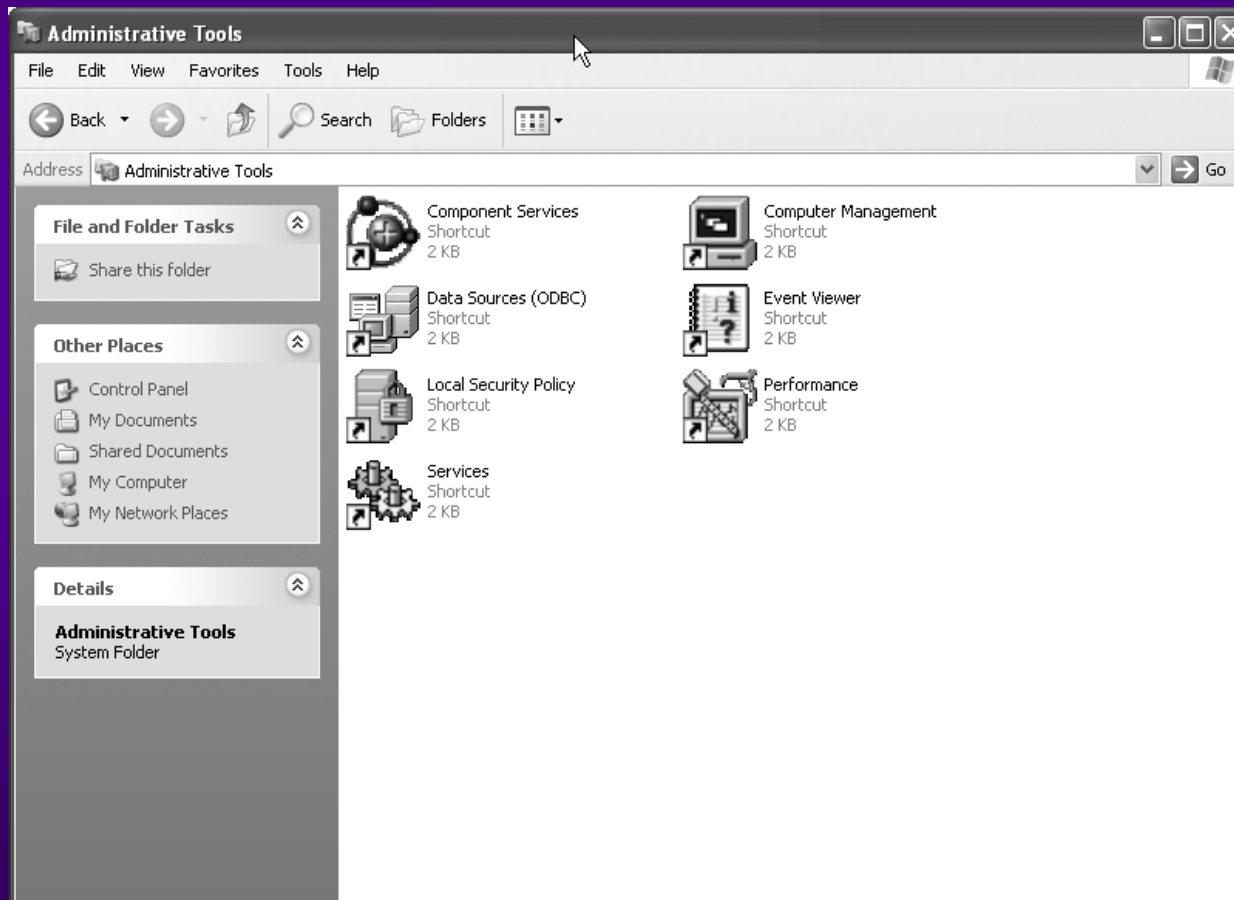 Administrative Tools
File Edit View Favorites Tools Help
Back Search Folders
Address Administrative Tools Go
File and Folder Tasks
Share this folder
Other Places
Control Panel
My Documents
Shared Documents
My Computer
My Network Places
Details
Administrative Tools
System Folder
Component Services
Shortcut
2 KB
Computer Management
Shortcut
2 KB
Data Sources (ODBC)
Shortcut
2 KB
Event Viewer
Shortcut
2 KB
Local Security Policy
Shortcut
2 KB
Performance
Shortcut
2 KB
Services
Shortcut
2 KB